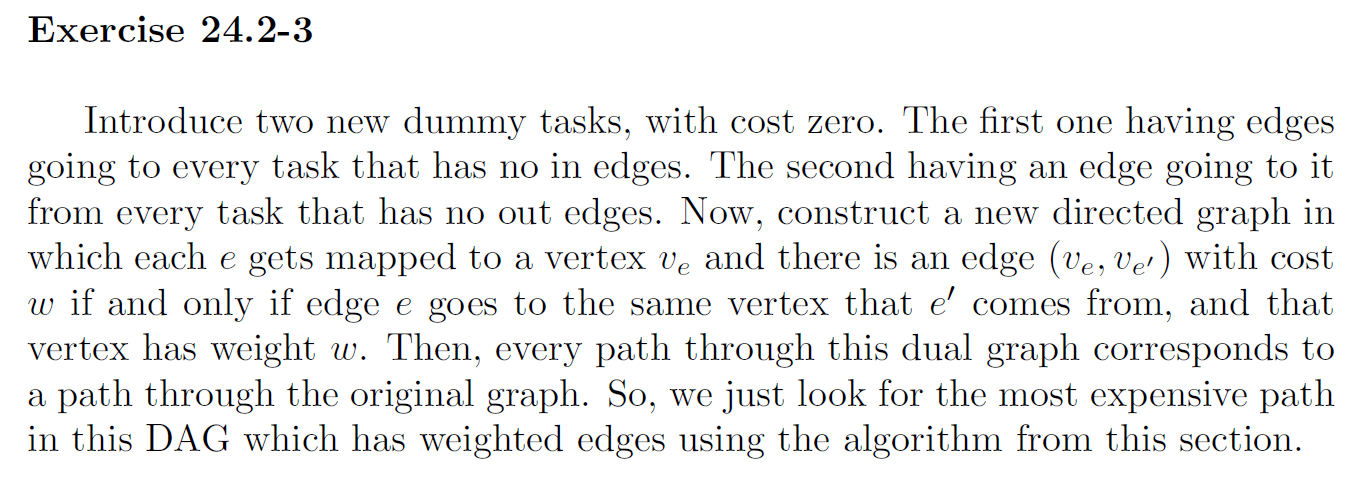 Exercise 24.2-3
Introduce two new dummy tasks, with cost zero. The first one having edges
going to every task that has no in edges. The second having an edge going to it
from every task that has no out edges. Now, construct a new directed graph in
which each e gets mapped to a vertex v_e and there is an edge (v_e, v_{e′}) with cost
w if and only if edge e goes to the same vertex that e′ comes from, and that
vertex has weight w. Then, every path through this dual graph corresponds to
a path through the original graph. So, we just look for the most expensive path
in this DAG which has weighted edges using the algorithm from this section.